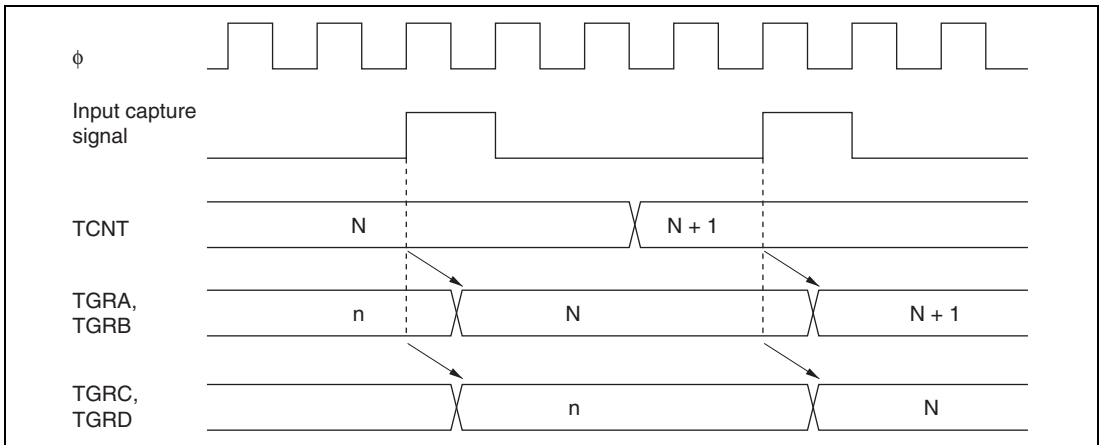 ϕ
Input capture
signal
TCNT
N
N + 1
TGRA,
TGRB
n
N
N + 1
TGRC,
TGRD
n
N